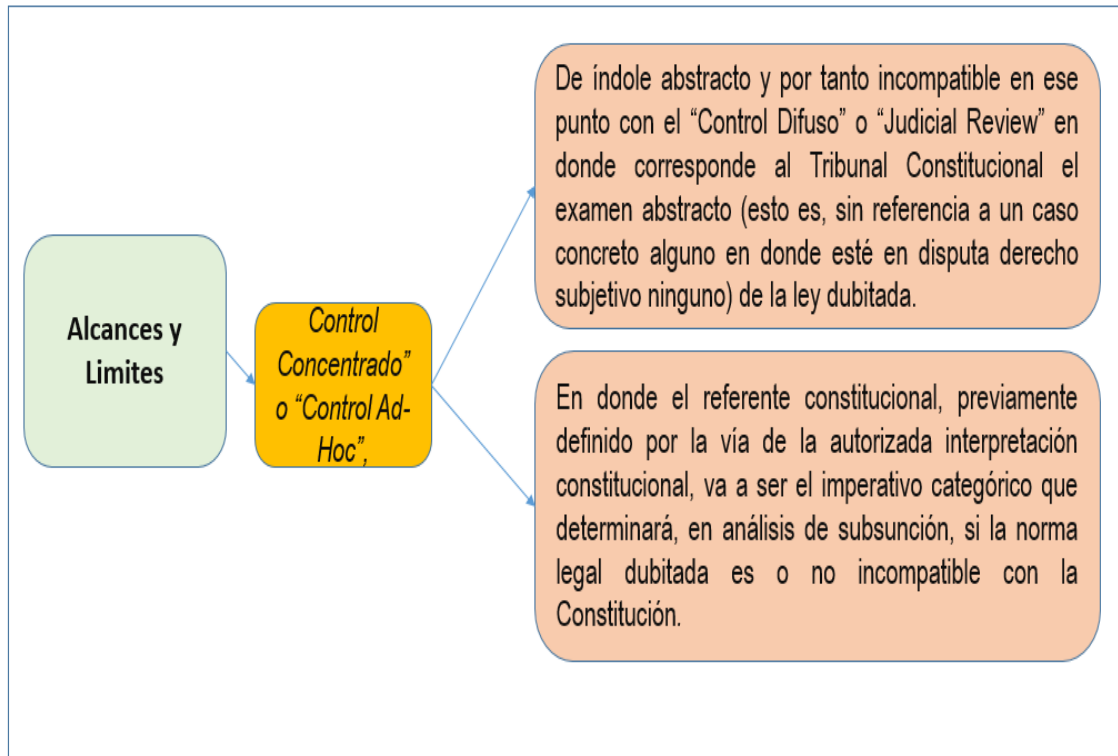 Alcances y
Limites
Control
Concentrado”
o “Control Ad-
Hoc”,
De índole abstracto y por tanto incompatible en ese
punto con el “Control Difuso” o “Judicial Review” en
donde corresponde al Tribunal Constitucional el
examen abstracto (esto es, sin referencia a un caso
concreto alguno en donde esté en disputa derecho
subjetivo ninguno) de la ley dubitada.
En donde el referente constitucional, previamente
definido por la vía de la autorizada interpretación
constitucional, va a ser el imperativo categórico que
determinará, en análisis de subsunción, si la norma
legal dubitada es o no incompatible con la
Constitución.